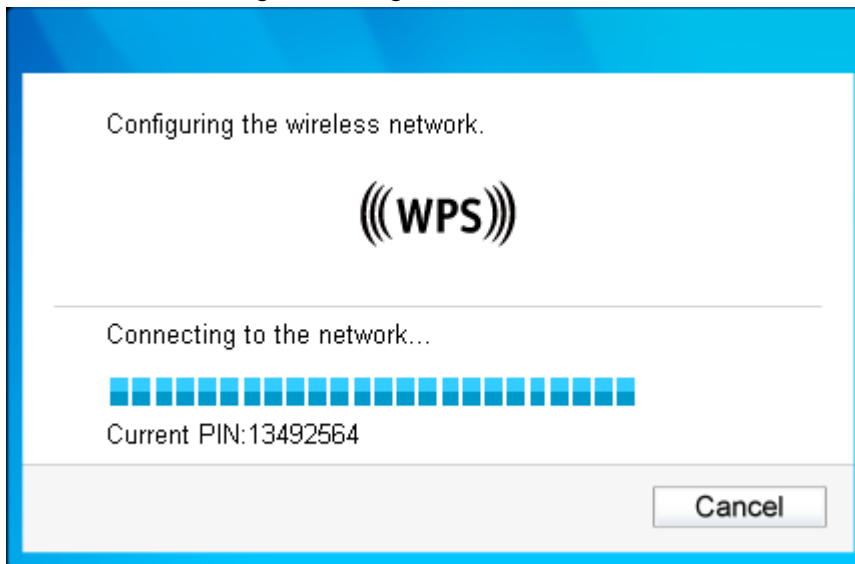 Configuring the wireless network.
WPS
Connecting to the network...
Current PIN:13492564
Cancel